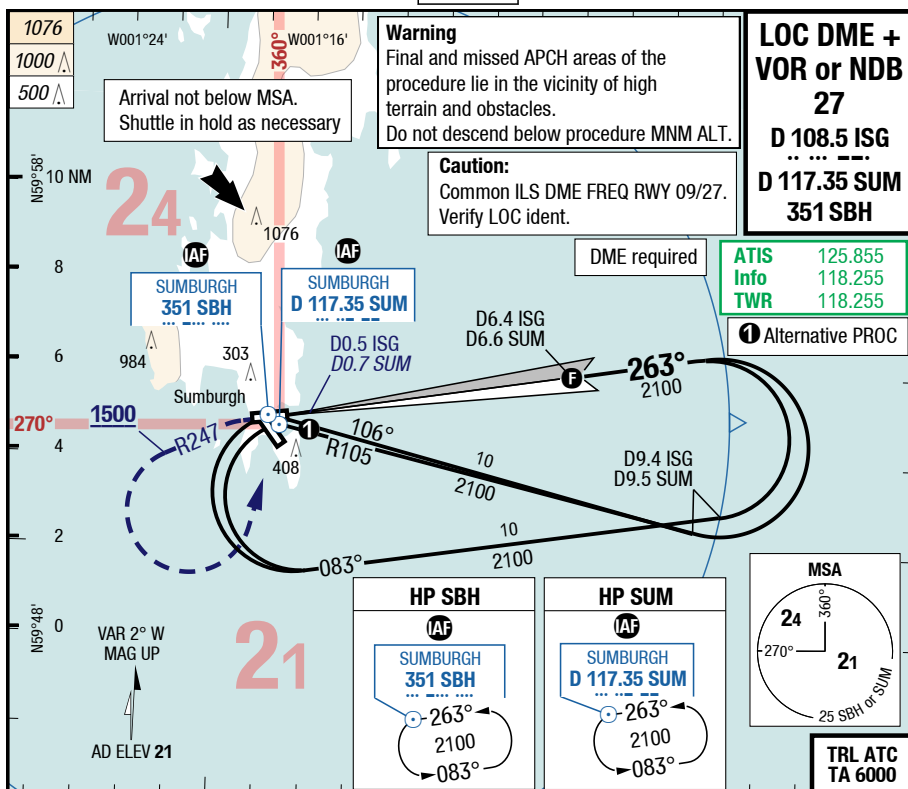 1076
1000
500
W001°24'
W001°16'
360°
Arrival not below MSA.
Shuttle in hold as necessary
Warning
Final and missed APCH areas of the
procedure lie in the vicinity of high
terrain and obstacles.
Do not descend below procedure MNM ALT.
Caution:
Common ILS DME FREQ RWY 09/27.
Verify LOC ident.
LOC DME +
VOR or NDB
27
D 108.5 ISG
D 117.35 SUM
351 SBH
DME required
ATIS 125.855
Info 118.255
TWR 118.255
1 Alternative PROC
N59°58'
10 NM
8
6
4
2
0
N59°48'
24
1076
IAF
SUMBURGH
351 SBH
IAF
SUMBURGH
D 117.35 SUM
984
303
Sumburgh
D0.5 ISG
D0.7 SUM
D6.4 ISG
D6.6 SUM
F
263°
2100
270°
1500
R247
1
106°
R105
10
2100
408
D9.4 ISG
D9.5 SUM
083°
10
2100
21
VAR 2° W
MAG UP
AD ELEV 21
HP SBH
IAF
SUMBURGH
351 SBH
263°
2100
083°
HP SUM
IAF
SUMBURGH
D 117.35 SUM
263°
2100
083°
MSA
24
360°
270°
21
25 SBH or SUM
TRL ATC
TA 6000